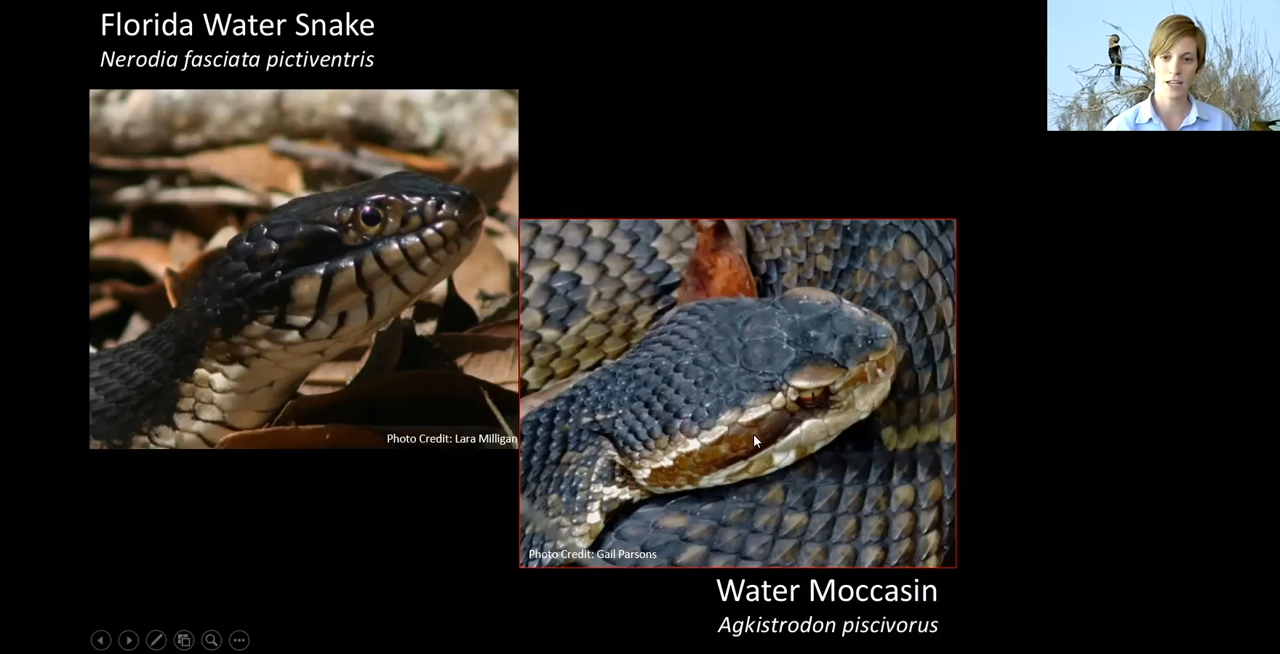 Florida Water Snake
Nerodia fasciata pictiventris
Photo Credit: Lara Milligan
Photo Credit: Gail Parsons
Water Moccasin
Agkistrodon piscivorus